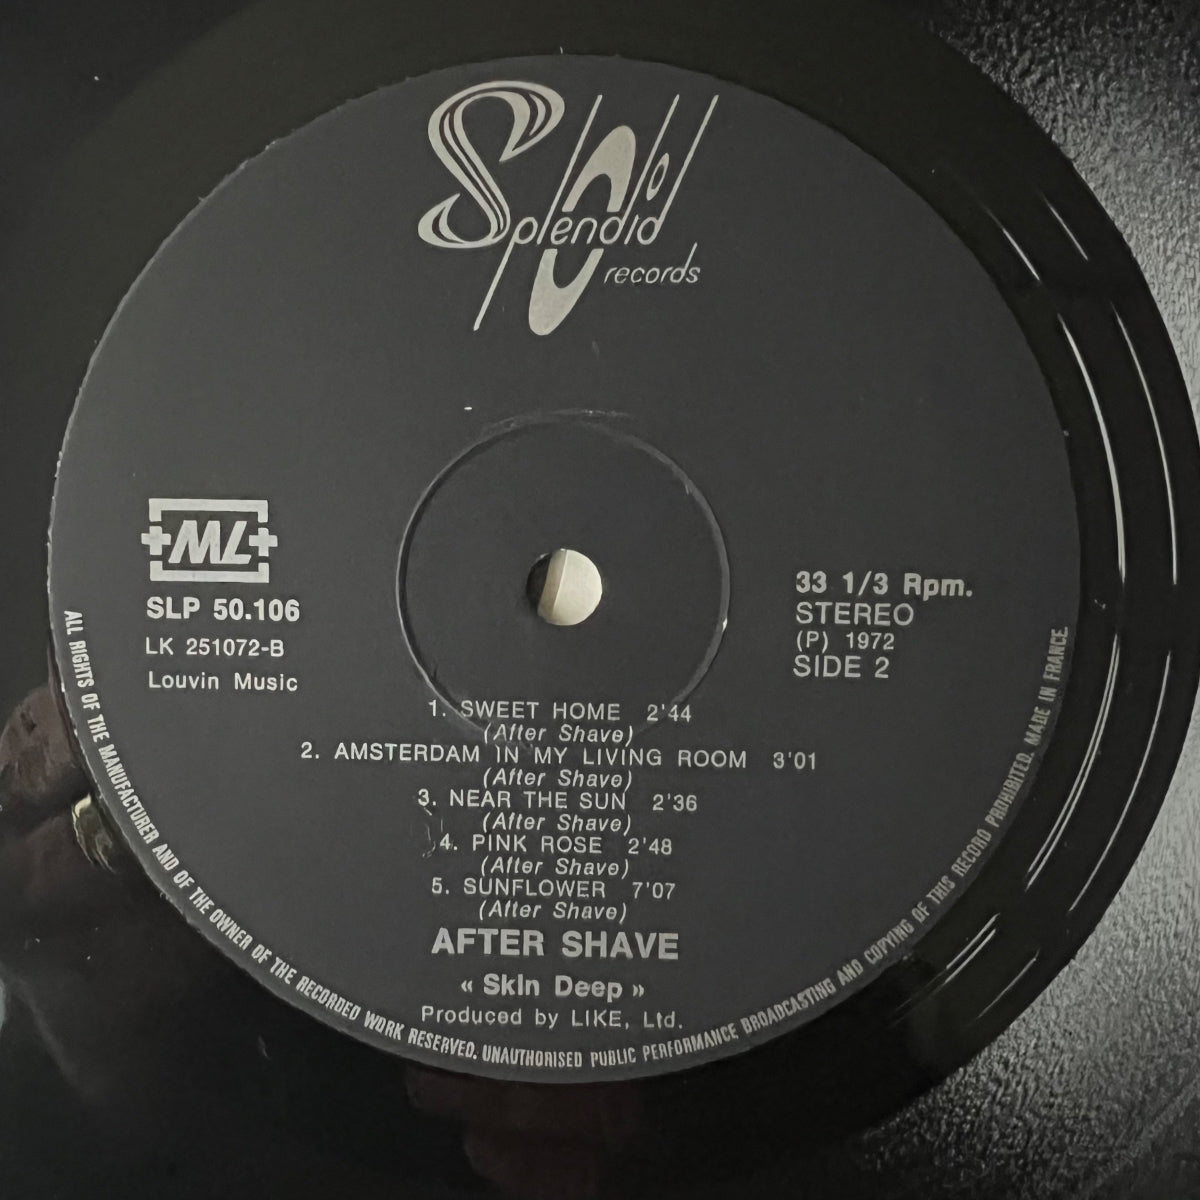 Splendid
records
ML
SLP 50.106
LK 251072-B
Louvin Music
33 1/3 Rpm.
STEREO
(P) 1972
SIDE 2
1. SWEET HOME 2'44
(After Shave)
2. AMSTERDAM IN MY LIVING ROOM 3'01
(After Shave)
3. NEAR THE SUN 2'36
(After Shave)
4. PINK ROSE 2'48
(After Shave)
5. SUNFLOWER 7'07
(After Shave)
AFTER SHAVE
« Skin Deep »
Produced by LIKE, Ltd.
ALL RIGHTS OF THE MANUFACTURER AND OF THE OWNER OF THE RECORDED WORK RESERVED. UNAUTHORISED PUBLIC PERFORMANCE BROADCASTING AND COPYING OF THIS RECORD PROHIBITED. MADE IN FRANCE.